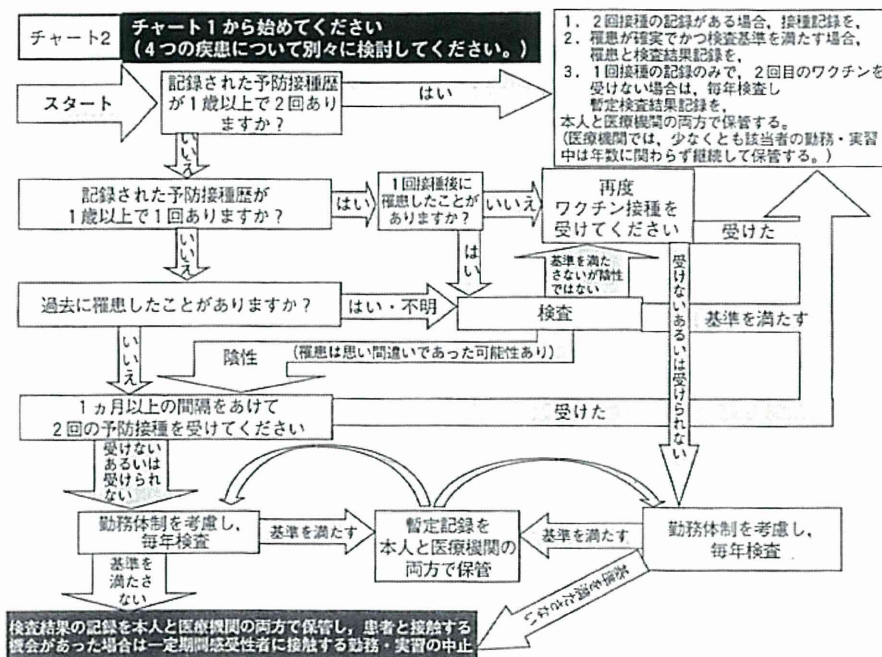 チャート2
チャート1から始めてください
(4つの疾患について別々に検討してください。)
スタート
記録された予防接種歴
が1歳以上で2回あり
ますか?
はい
1. 2回接種の記録がある場合,接種記録を,
2. 罹患が確実でかつ検査基準を満たす場合,
罹患と検査結果記録を,
3. 1回接種の記録のみで,2回目のワクチンを
受けない場合は,毎年検査し
暫定検査結果記録を,
本人と医療機関の両方で保管する。
(医療機関では,少なくとも該当者の勤務・実習
中は年数に関わらず継続して保管する。)
いいえ
記録された予防接種歴が
1歳以上で1回ありますか?
はい
1回接種後に
罹患したことが
ありますか?
いいえ
再度
ワクチン接種を
受けてください
受けた
いいえ
はい
基準を満た
さないが陰性
ではない
受けないあるいは受けられない
過去に罹患したことがありますか?
はい・不明
検査
基準を満たす
いいえ
陰性
(罹患は思い間違いであった可能性あり)
1ヵ月以上の間隔をあけて
2回の予防接種を受けてください
受けた
受けない
あるいは
受けられ
ない
勤務体制を考慮し,
毎年検査
基準を満たす
暫定記録を
本人と医療機関の
両方で保管
基準を満たす
勤務体制を考慮し,
毎年検査
基準を
満たさ
ない
基準を満たさない
検査結果の記録を本人と医療機関の両方で保管し,患者と接触する
機会があった場合は一定期間感受性者に接触する勤務・実習の中止